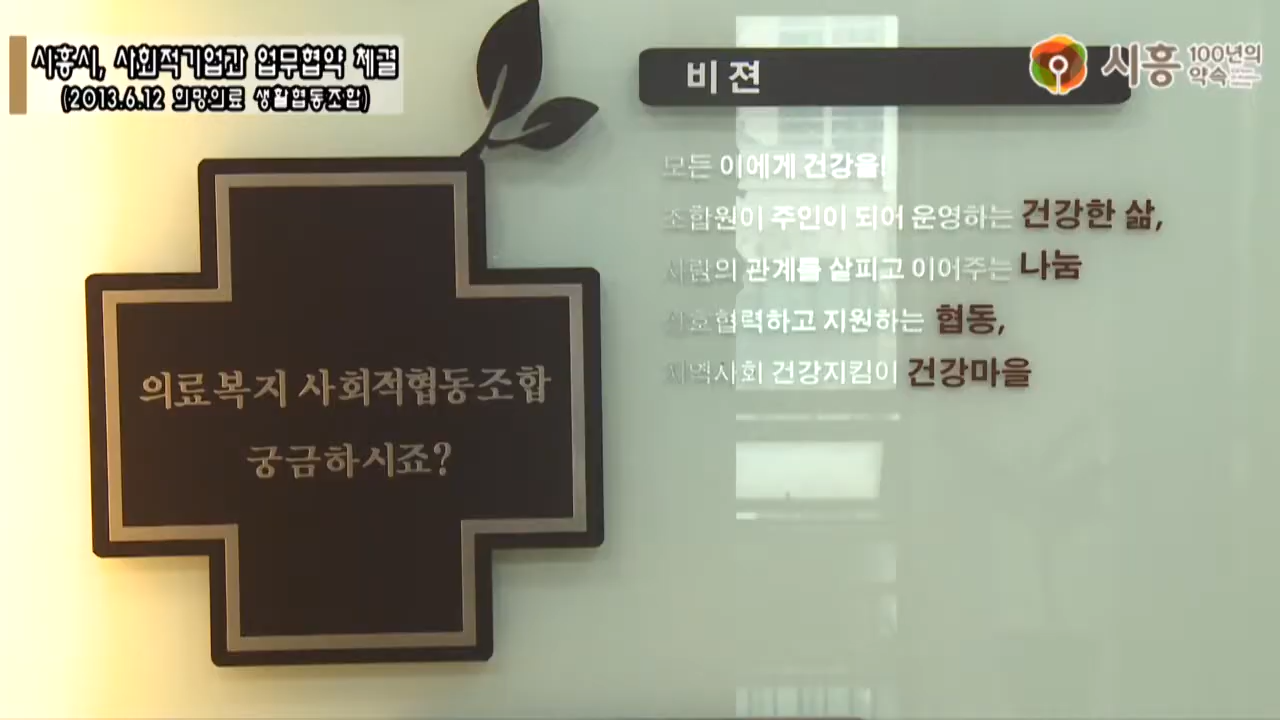 시흥시, 사회적기업간 업무협약 체결
(2013.6.12 희망의료 생활협동조합)
시흥 100년의 약속
비젼
모든 이에게 건강을!
조합원이 주인이 되어 운영하는 건강한 삶,
사람의 관계를 살피고 이어주는 나눔
상호협력하고 지원하는 협동,
지역사회 건강지킴이 건강마을
의료복지 사회적협동조합
궁금하시죠?